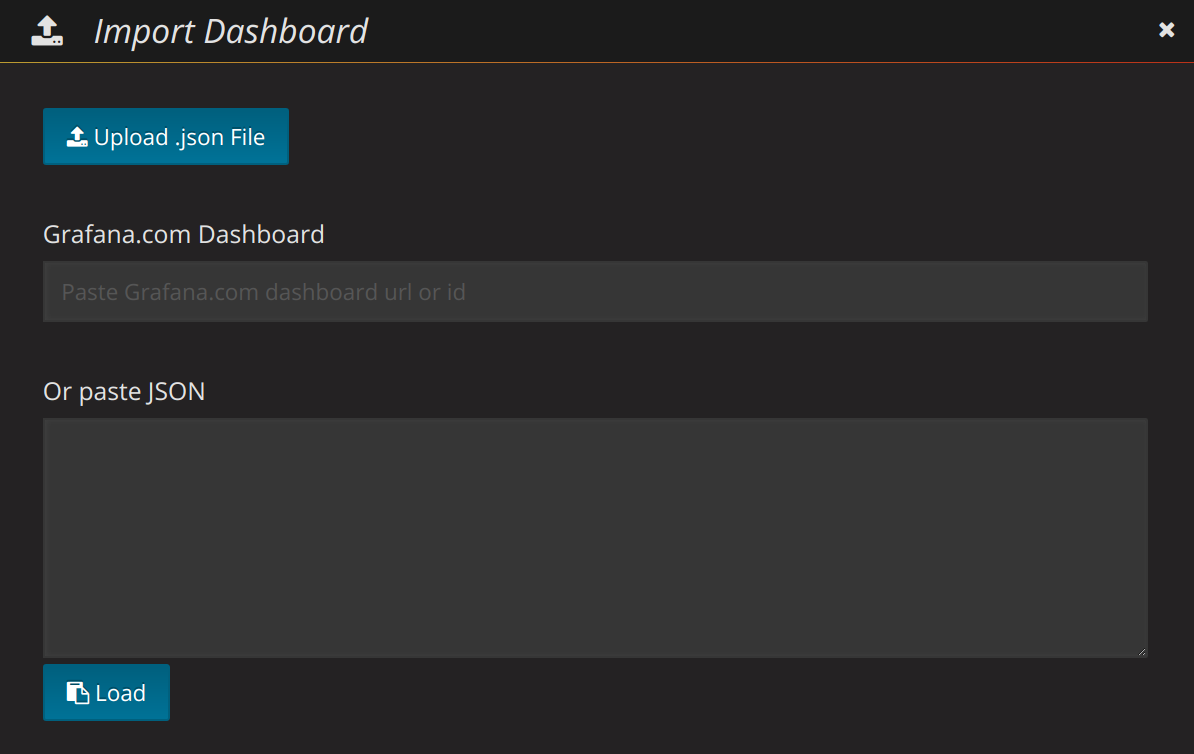 Import Dashboard
Upload .json File
Grafana.com Dashboard
Paste Grafana.com dashboard url or id
Or paste JSON
Load